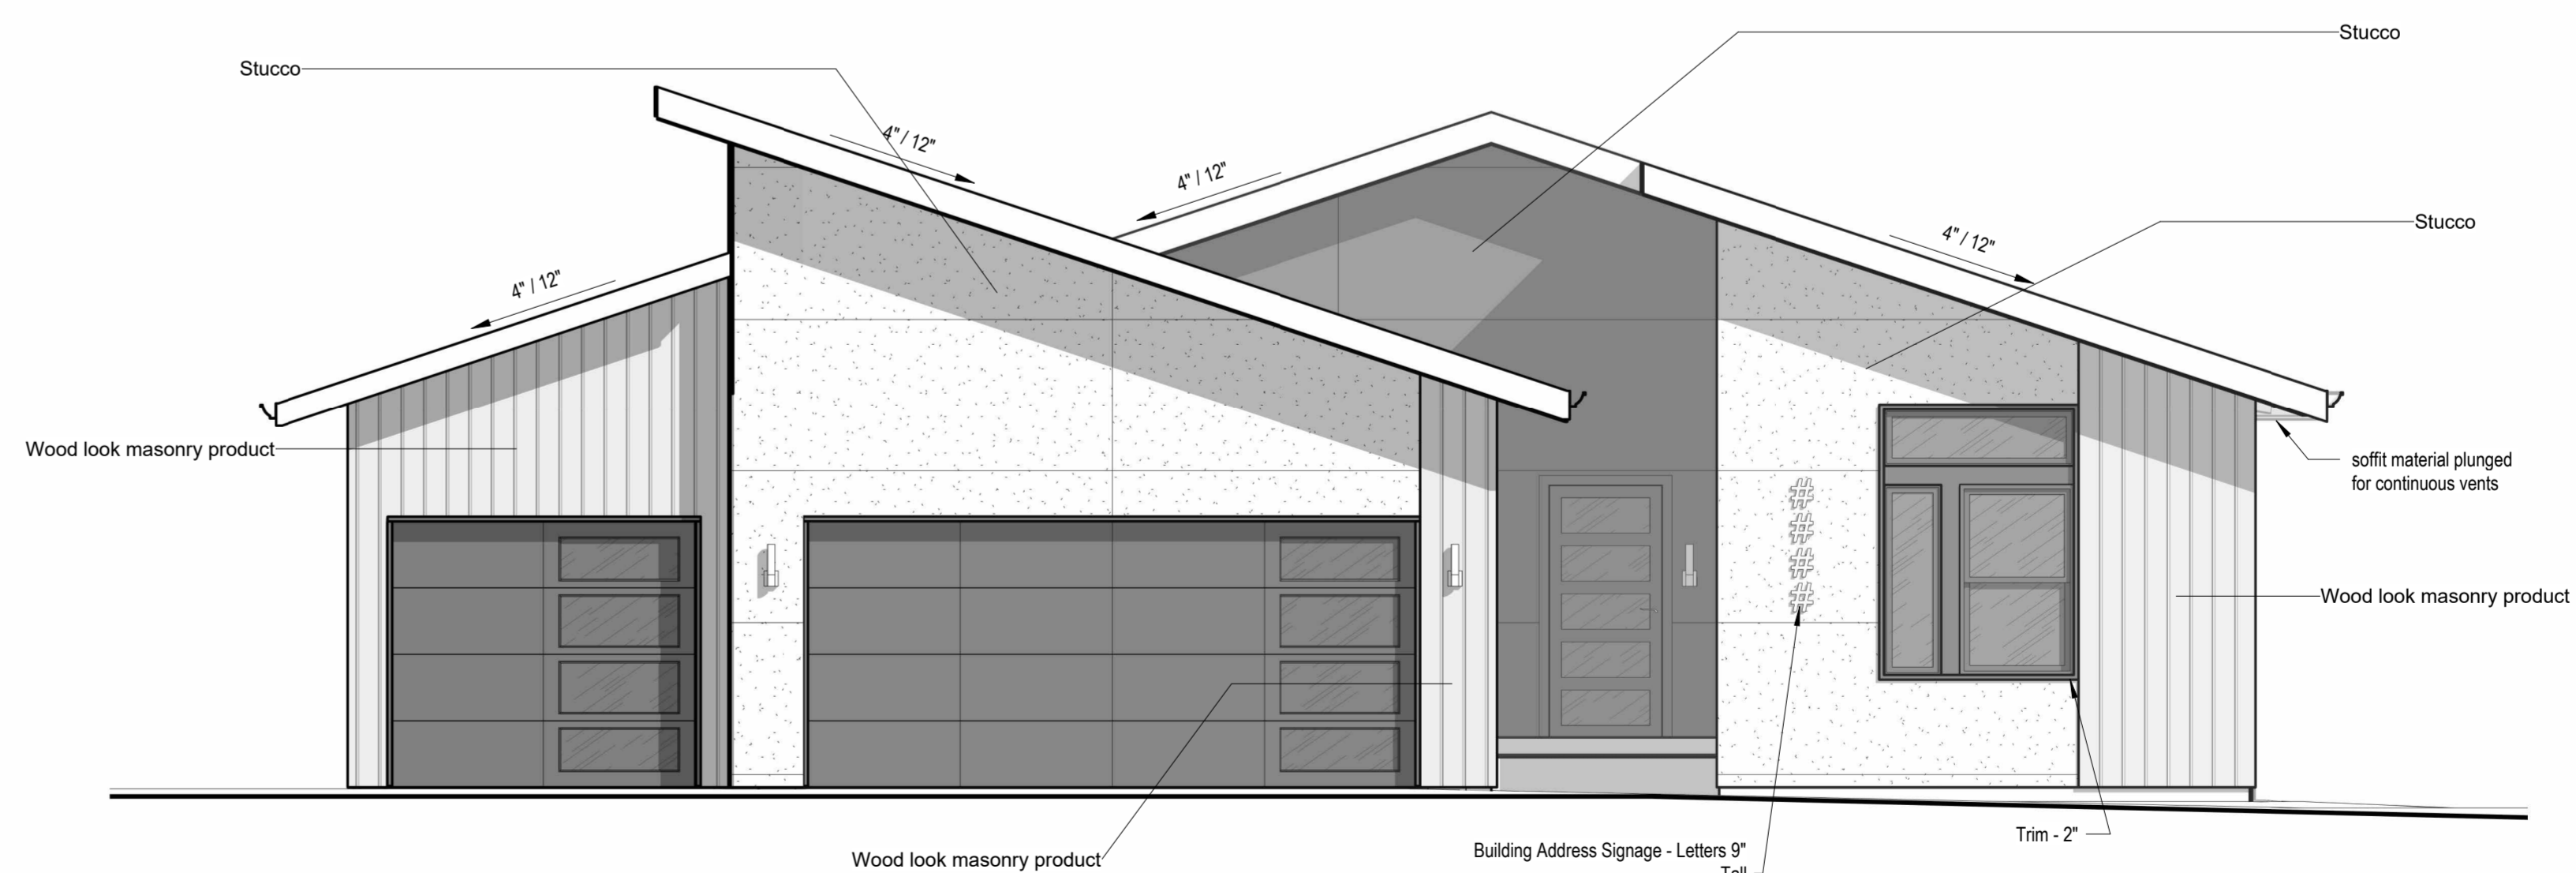 Stucco
Stucco
4" / 12"
4" / 12"
Stucco
4" / 12"
4" / 12"
Wood look masonry product
soffit material plunged
for continuous vents
#
#
#
#
Wood look masonry product
Trim - 2"
Building Address Signage - Letters 9"
Tall
Wood look masonry product